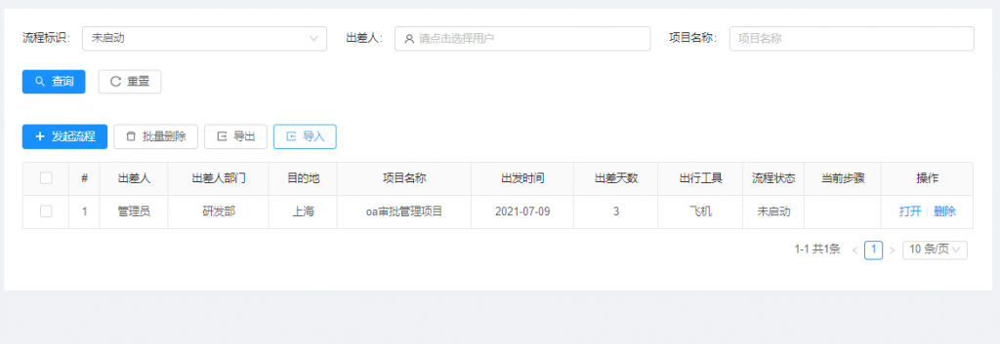 流程标识： 未启动 出差人： 请点击选择用户 项目名称： 项目名称
查询 重置
发起流程 批量删除 导出 导入
# 出差人 出差人部门 目的地 项目名称 出发时间 出差天数 出行工具 流程状态 当前步骤 操作
1 管理员 研发部 上海 oa审批管理项目 2021-07-09 3 飞机 未启动 打开 删除
1-1 共1条 < 1 > 10 条/页